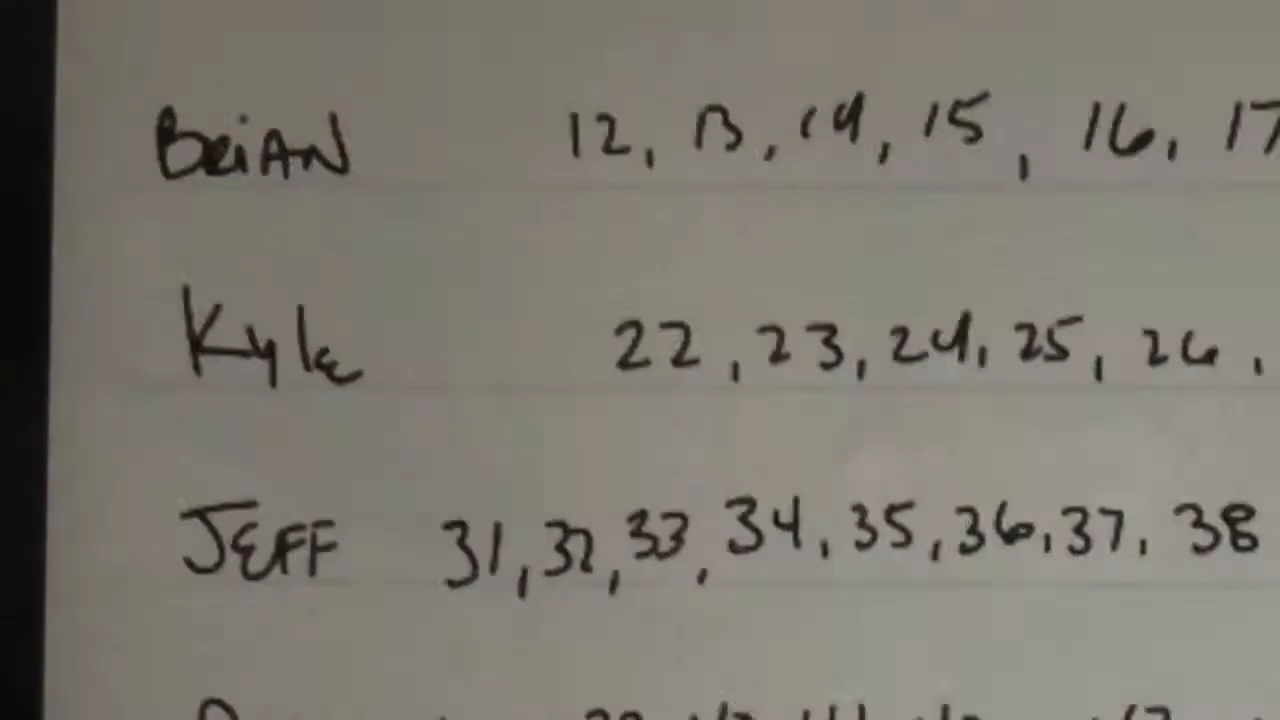 BRiAN 12, 13, 14, 15, 16, 17
Kyle 22, 23, 24, 25, 26,
JEFF 31, 32, 33, 34, 35, 36, 37, 38